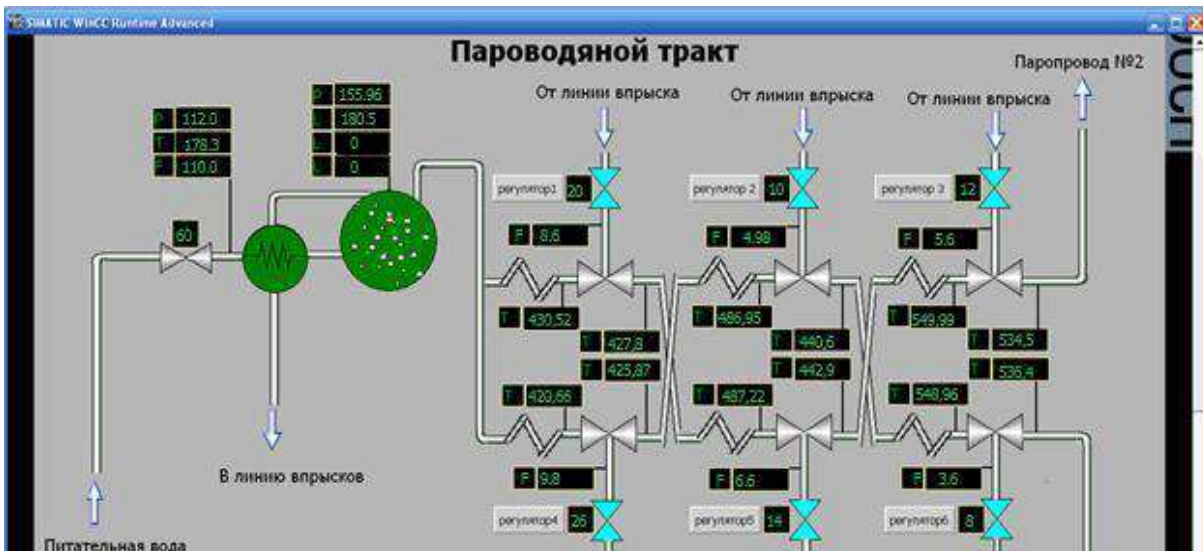 SIMATIC WinCC Runtime Advanced
Пароводяной тракт
Паропровод №2
От линии впрыска
От линии впрыска
От линии впрыска
P 155.96
L 180.5
L 0
L 0
P 112.0
T 178.3
F 110.0
регулятор1 20
регулятор 2 10
регулятор 3 12
60
F 8.6
F 4.98
F 5.6
T 430,52
T 486,95
T 549,99
T 427,8
T 440,6
T 534,5
T 425,87
T 442,9
T 536,4
T 420,66
T 487,22
T 548,96
В линию впрысков
F 9.8
F 6.6
F 3.6
регулятор4 26
регулятор5 14
регулятор6 8
Питательная вода